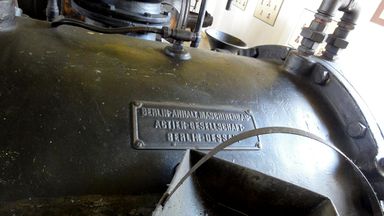 BERLIN-ANHALT.MASCHINENBAU-
ACTIEN-GESELLSCHAFT
BERLIN-DESSAU